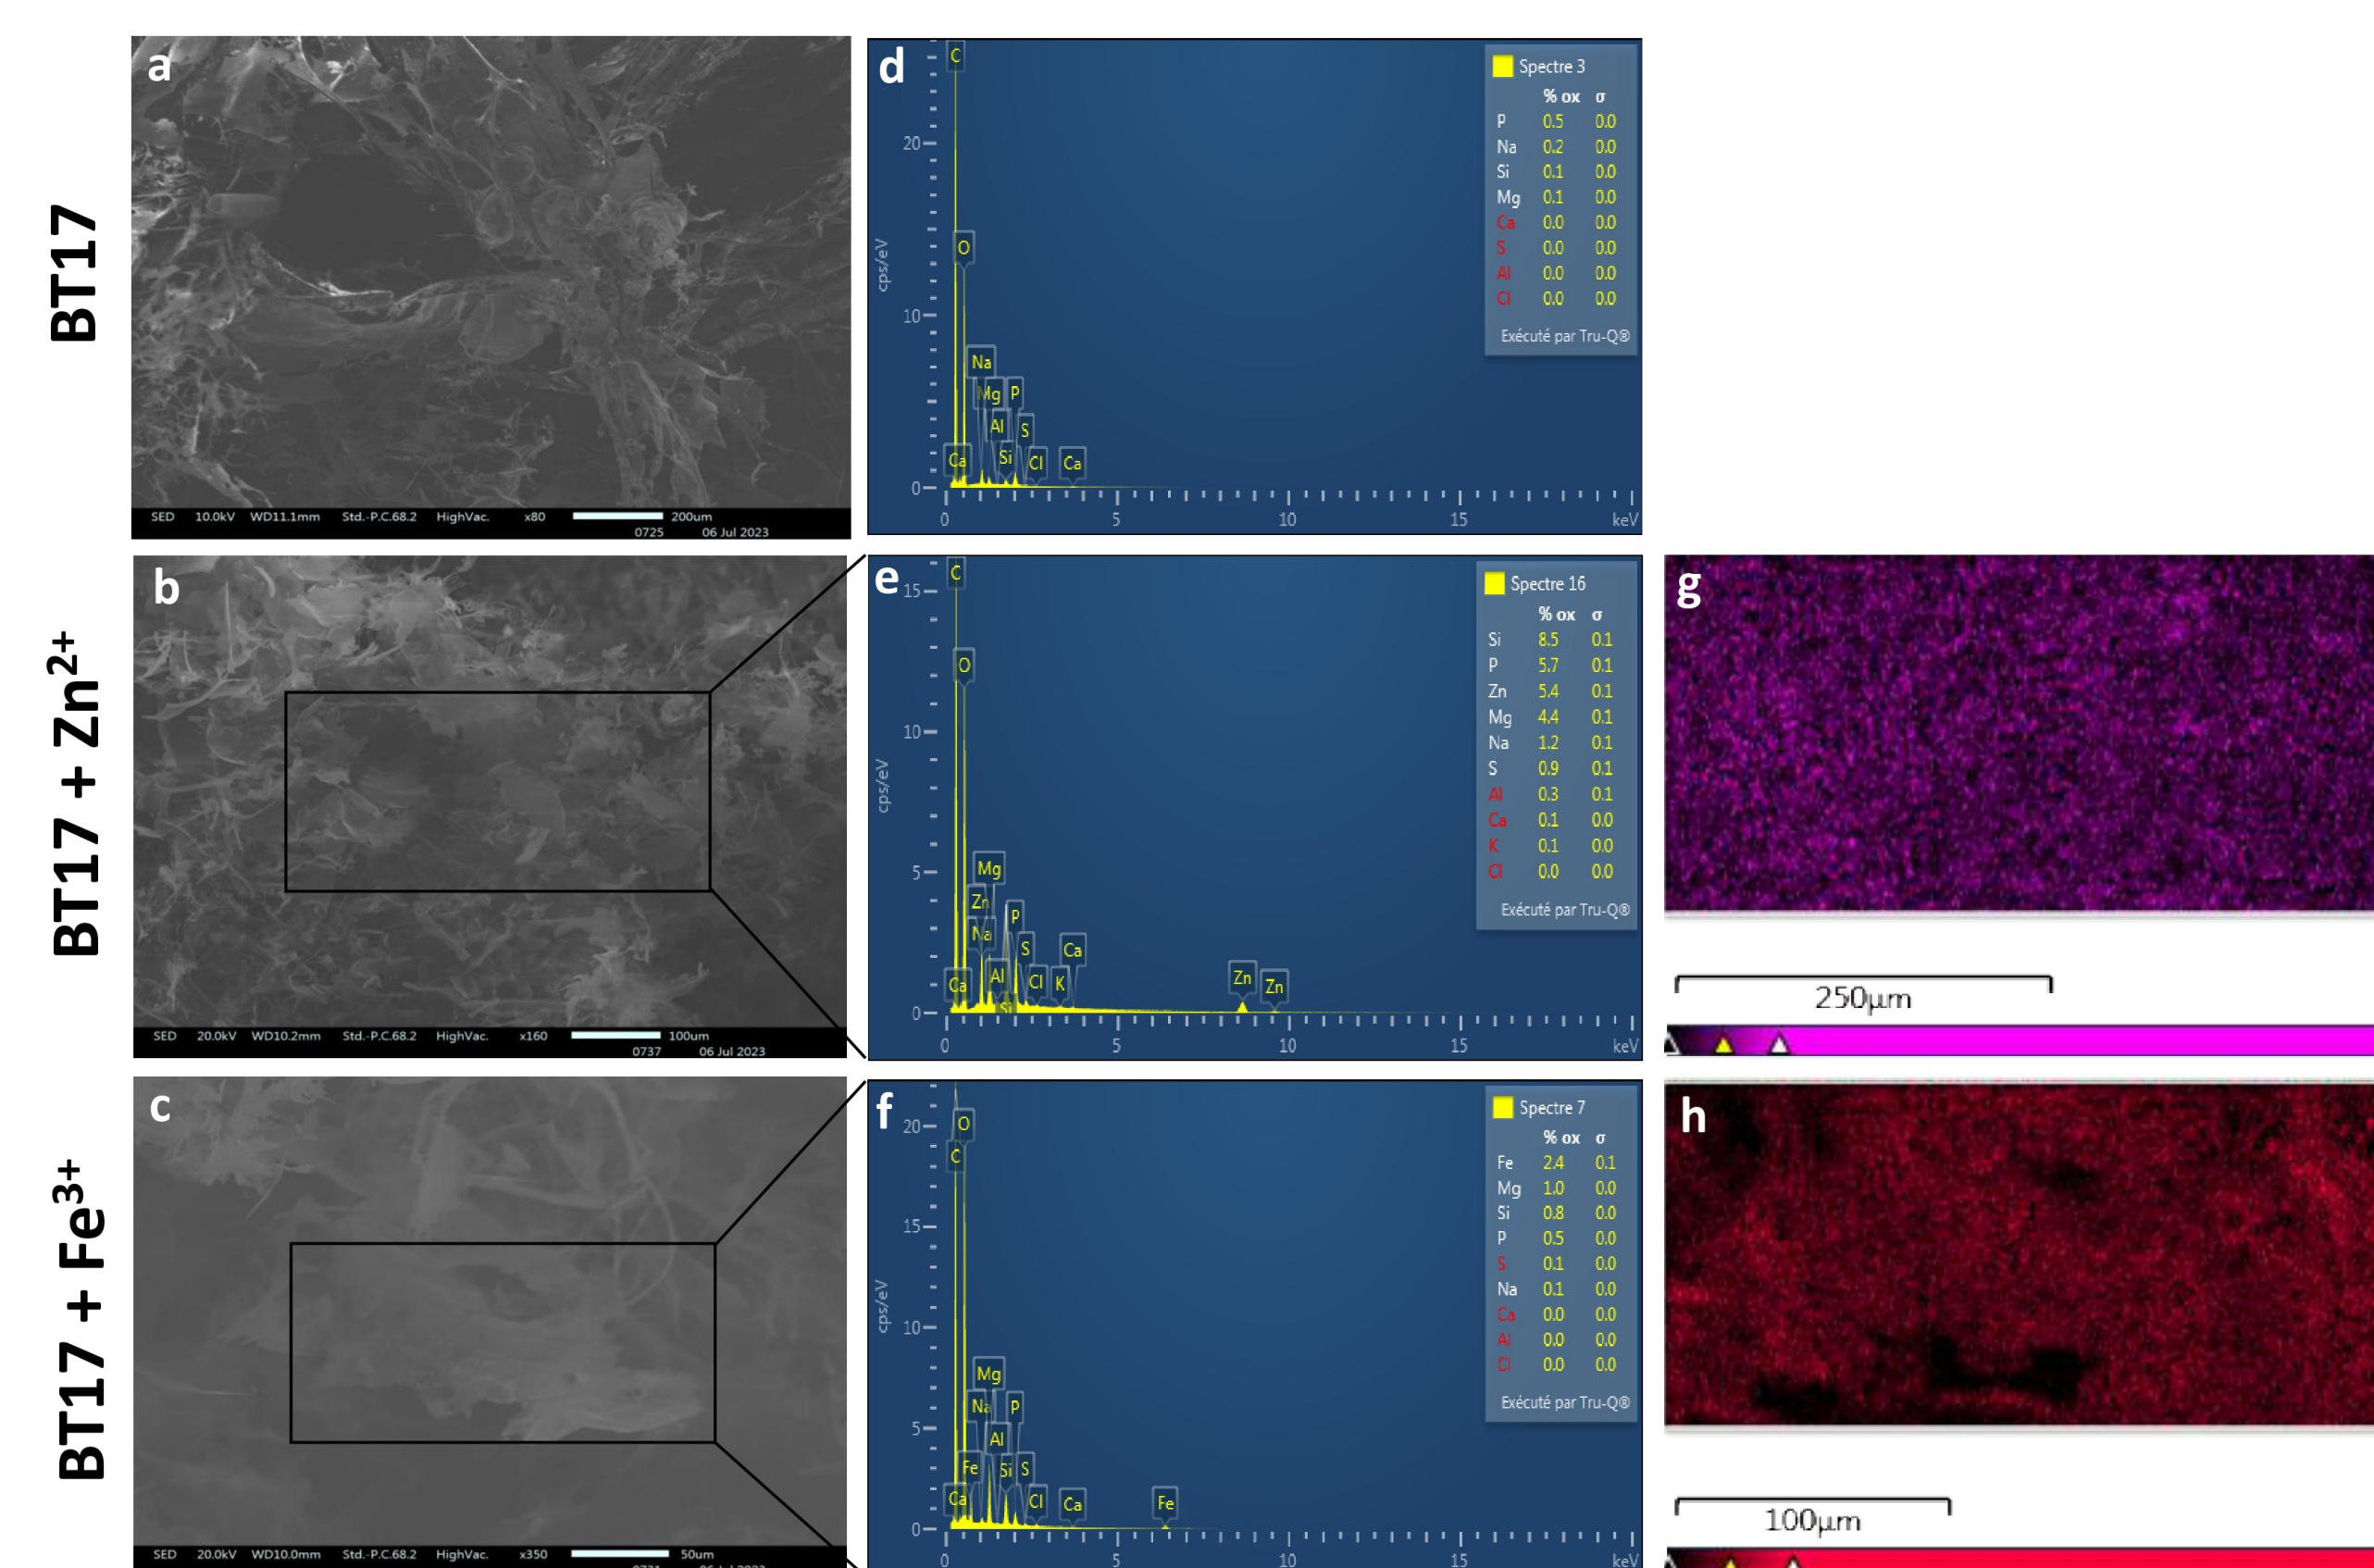 BT17
a
SED 10.0kV WD11.1mm Std.-P.C.68.2 HighVac. x80 200um
0725 06 Jul 2023
d
cps/eV
20
10
0
0 5 10 15 keV
C
O
Na
Mg P
Al S
Ca Si Cl Ca
Spectre 3
% ox σ
P 0.5 0.0
Na 0.2 0.0
Si 0.1 0.0
Mg 0.1 0.0
Ca 0.0 0.0
S 0.0 0.0
Al 0.0 0.0
Cl 0.0 0.0
Exécuté par Tru-Q®
BT17 + Zn2+
b
SED 20.0kV WD10.2mm Std.-P.C.68.2 HighVac. x160 100um
0737 06 Jul 2023
e
cps/eV
15
10
5
0
0 5 10 15 keV
C
O
Mg
Zn P
Na S Ca
Ca Al Cl K Zn Zn
Si
Spectre 16
% ox σ
Si 8.5 0.1
P 5.7 0.1
Zn 5.4 0.1
Mg 4.4 0.1
Na 1.2 0.1
S 0.9 0.1
Al 0.3 0.1
Ca 0.1 0.0
K 0.1 0.0
Cl 0.0 0.0
Exécuté par Tru-Q®
g
250µm
BT17 + Fe3+
c
SED 20.0kV WD10.0mm Std.-P.C.68.2 HighVac. x350 50um
f
cps/eV
20
15
10
5
0
0 5 10 15 keV
O
C
Mg
Na P
Al
Fe Si S
Ca Cl Ca Fe
Spectre 7
% ox σ
Fe 2.4 0.1
Mg 1.0 0.0
Si 0.8 0.0
P 0.5 0.0
S 0.1 0.0
Na 0.1 0.0
Ca 0.0 0.0
Al 0.0 0.0
Cl 0.0 0.0
Exécuté par Tru-Q®
h
100µm